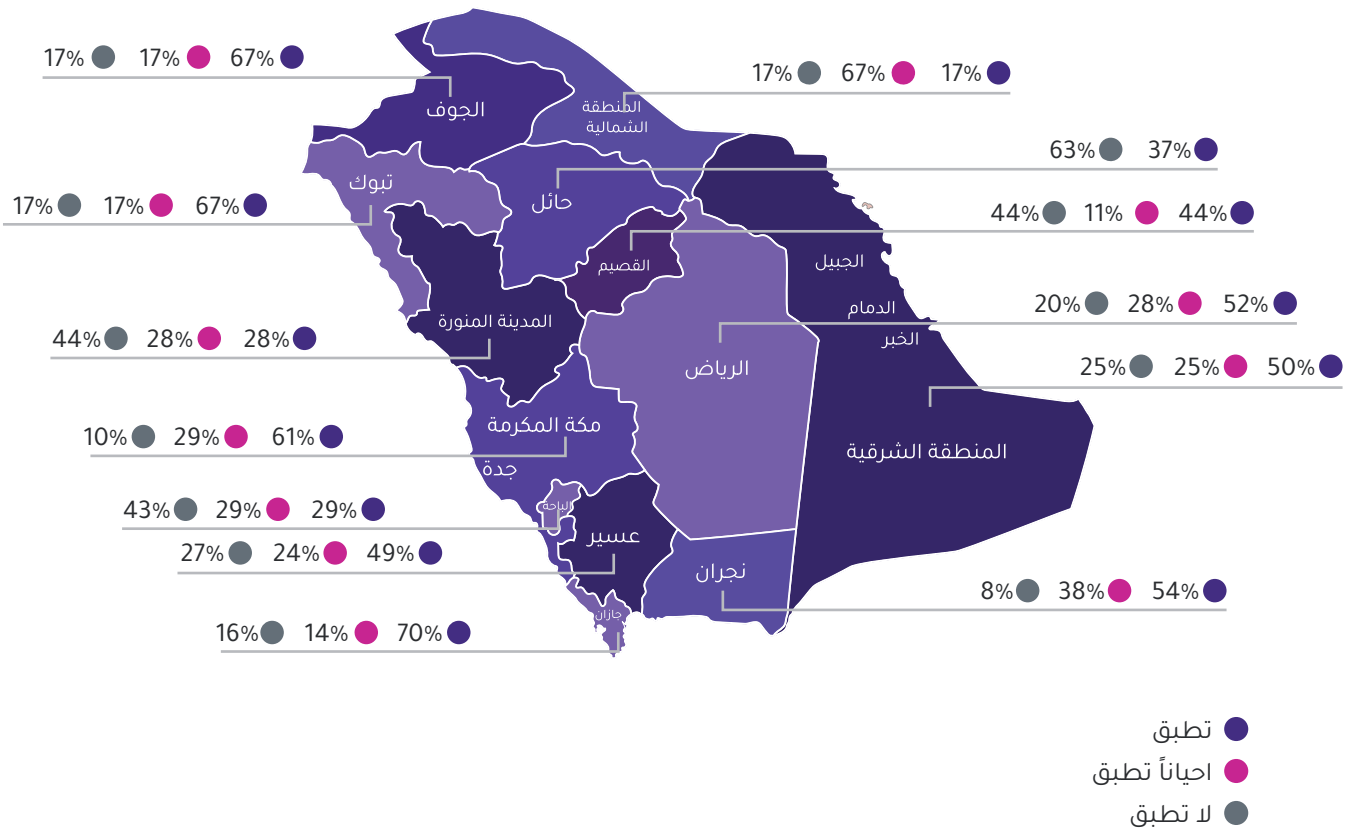 17% 17% 67%
الجوف
17% 67% 17%
المنطقة
الشمالية
63% 37%
حائل
17% 17% 67%
تبوك
44% 11% 44%
القصيم
الجبيل
الدمام
الخبر
20% 28% 52%
الرياض
44% 28% 28%
المدينة المنورة
25% 25% 50%
المنطقة الشرقية
10% 29% 61%
مكة المكرمة
جدة
43% 29% 29%
الباحة
27% 24% 49%
عسير
8% 38% 54%
نجران
16% 14% 70%
جازان
تطبق
احياناً تطبق
لا تطبق